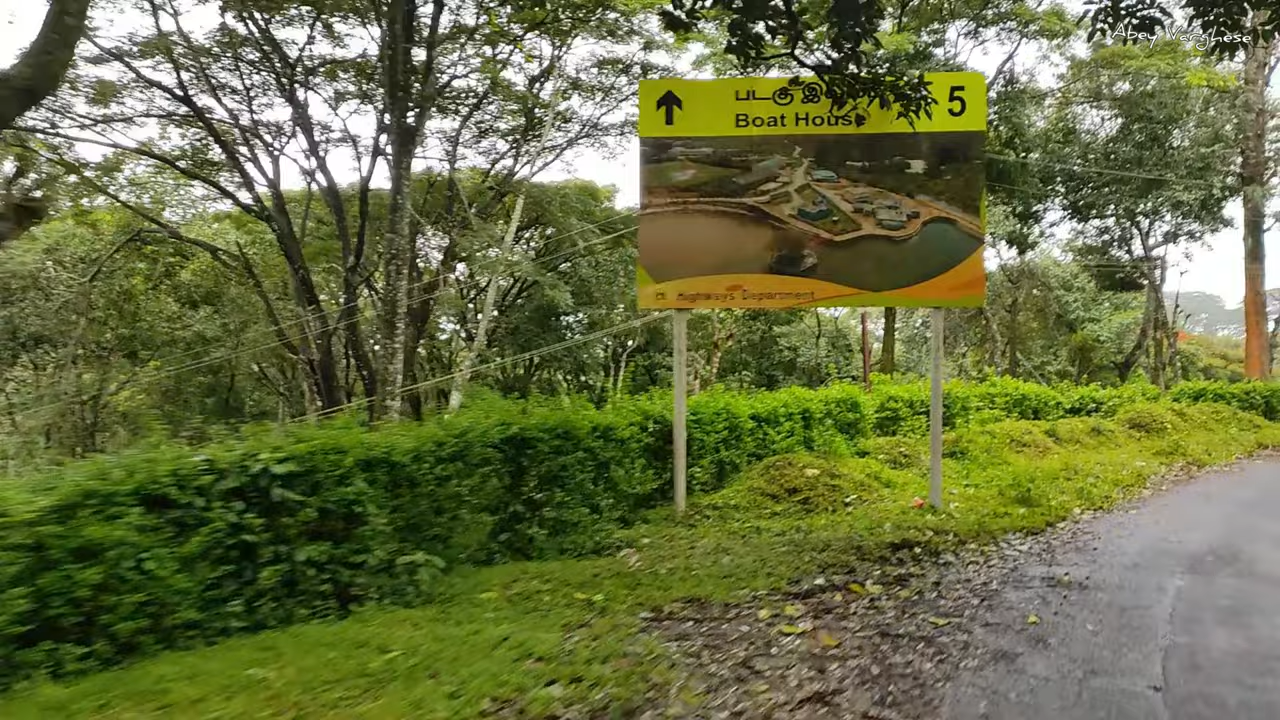 Abey Varghese
படகு
5
Boat House
Highways Department